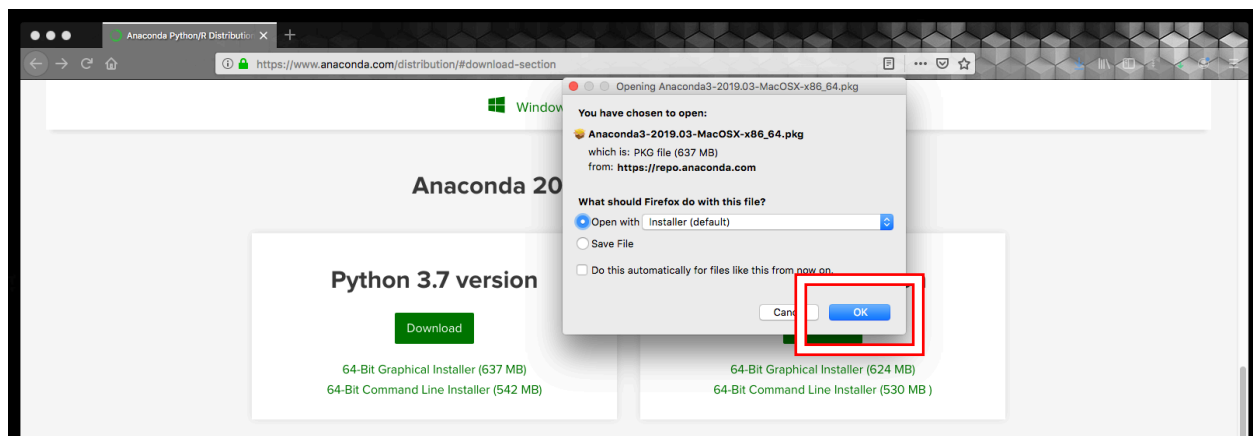 Anaconda Python/R Distribution
https://www.anaconda.com/distribution/#download-section
Opening Anaconda3-2019.03-MacOSX-x86_64.pkg
Window
You have chosen to open:
Anaconda3-2019.03-MacOSX-x86_64.pkg
which is: PKG file (637 MB)
from: https://repo.anaconda.com
Anaconda 20
What should Firefox do with this file?
Open with Installer (default)
Save File
Do this automatically for files like this from now on.
Python 3.7 version
Canc
OK
Download
64-Bit Graphical Installer (637 MB)
64-Bit Command Line Installer (542 MB)
64-Bit Graphical Installer (624 MB)
64-Bit Command Line Installer (530 MB )